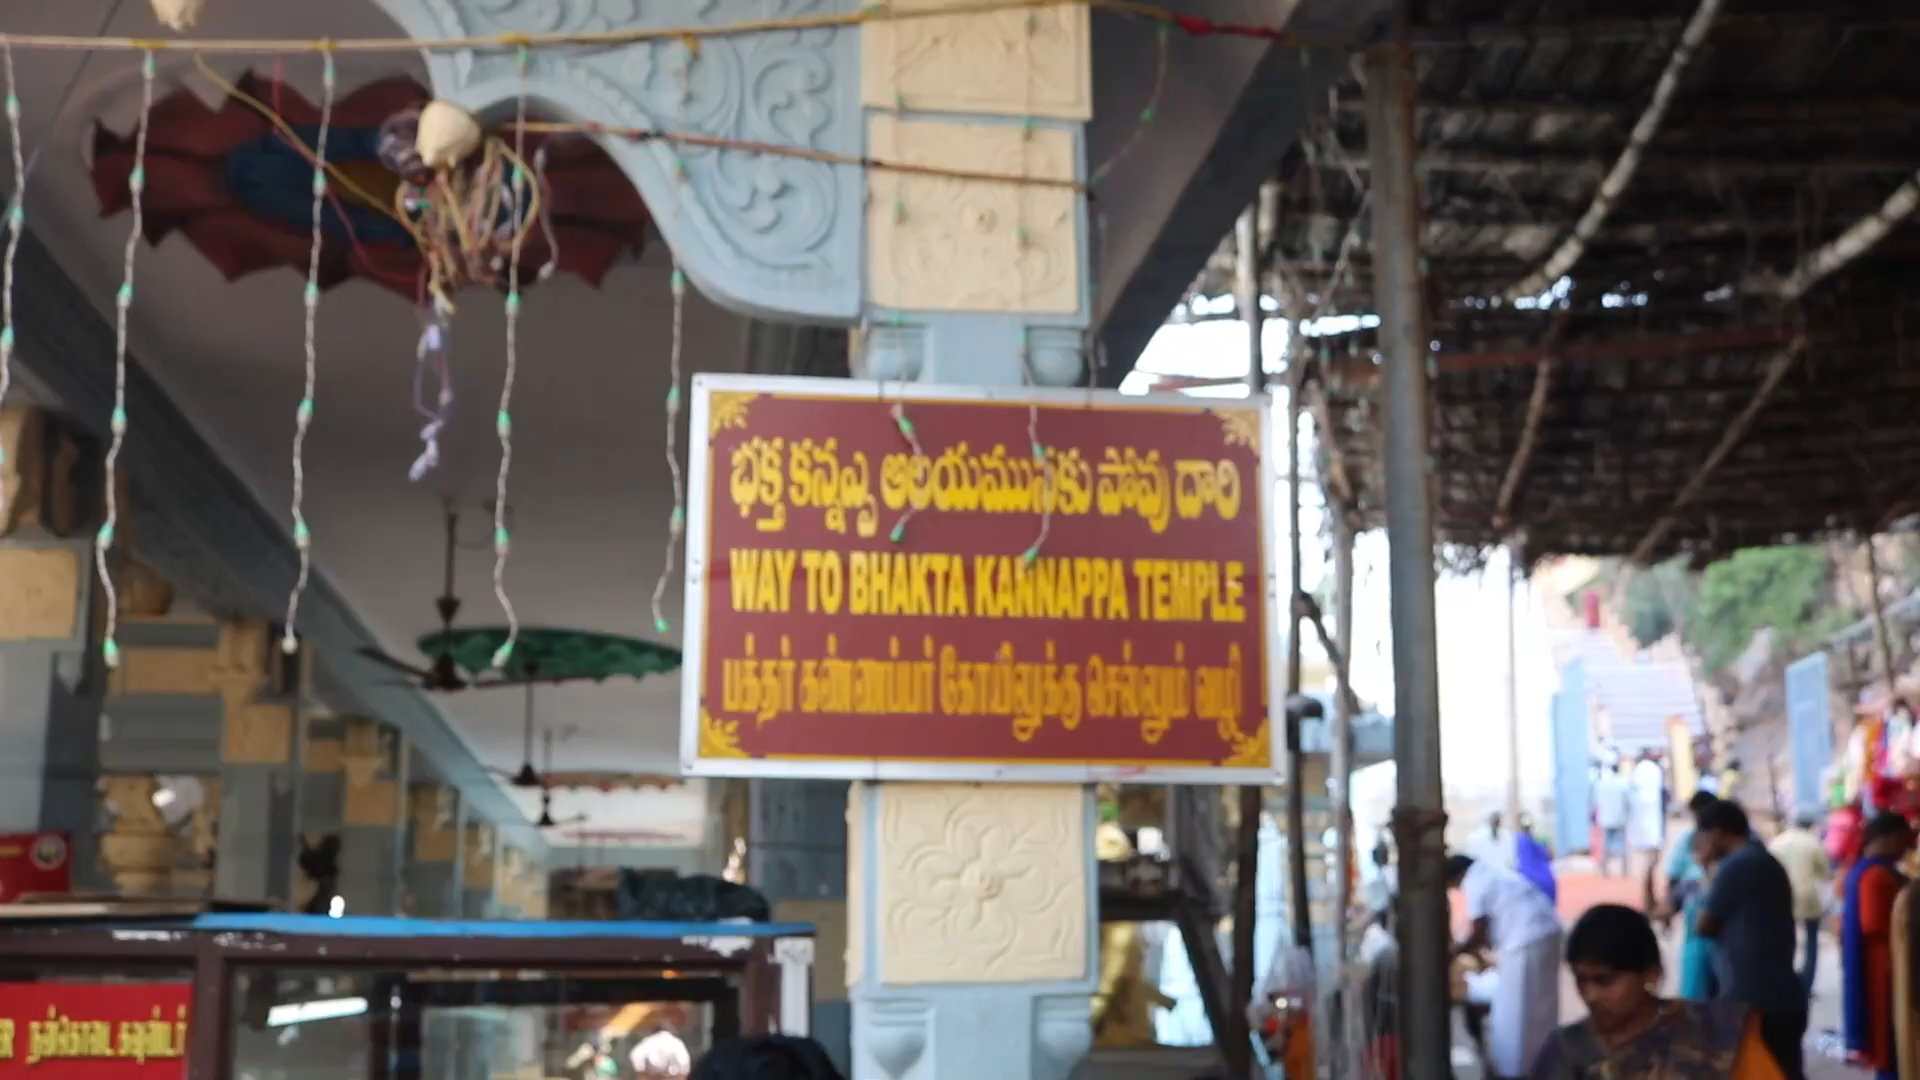 భక్త కన్నప్ప ఆలయమునకు పోవు దారి
WAY TO BHAKTA KANNAPPA TEMPLE
பக்தர் கண்ணப்பர் கோயிலுக்கு செல்லும் வழி